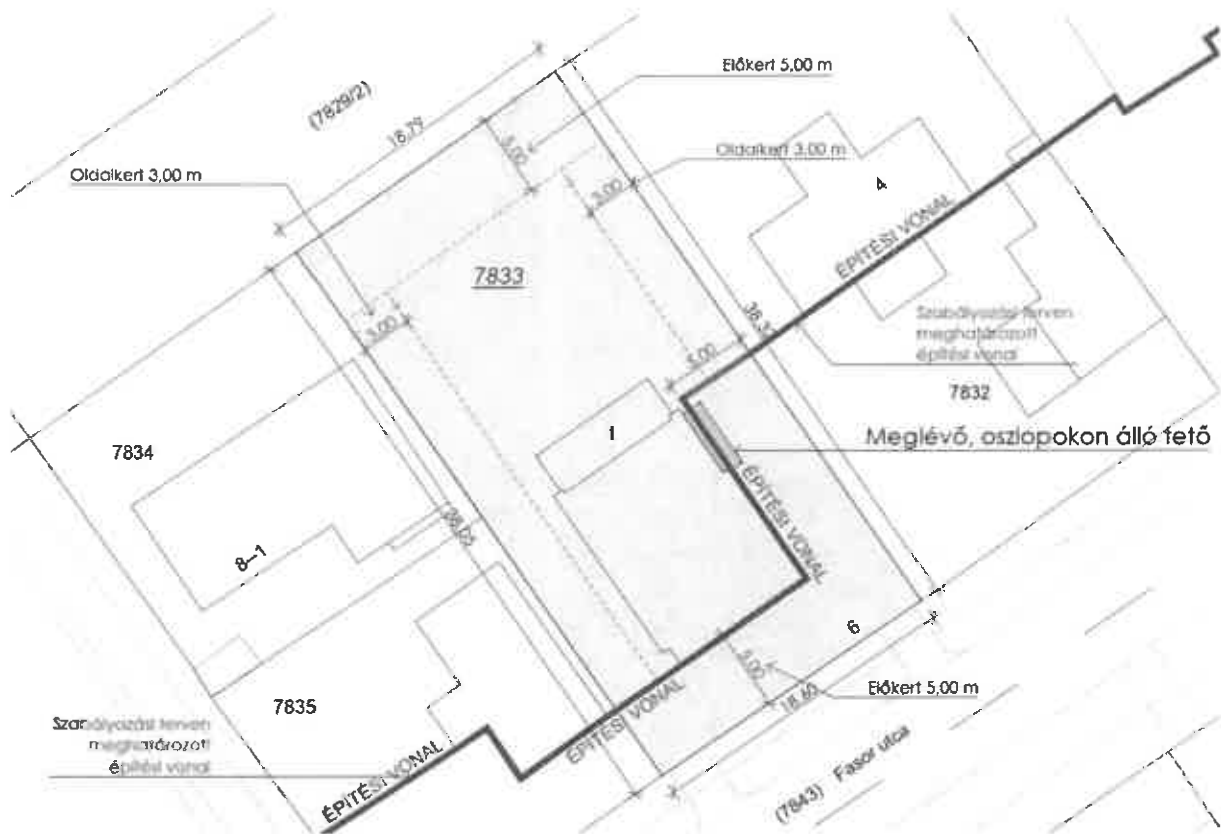 Előkert 5,00 m
(7829/2)
18,79
5,00
Oldalkert 3,00 m
Oldalkert 3,00 m
3,00
4
ÉPÍTÉSI VONAL
7833
3,00
5,00
Szabályozási terven
meghatározott
építési vonal
7832
1
Meglévő, oszlopokon álló tető
7834
ÉPÍTÉSI VONAL
8-1
6
5,00
Előkert 5,00 m
18,60
7835
ÉPÍTÉSI VONAL
Szabályozási terven
meghatározott
építési vonal
ÉPÍTÉSI VONAL
(7843) Fasor utca